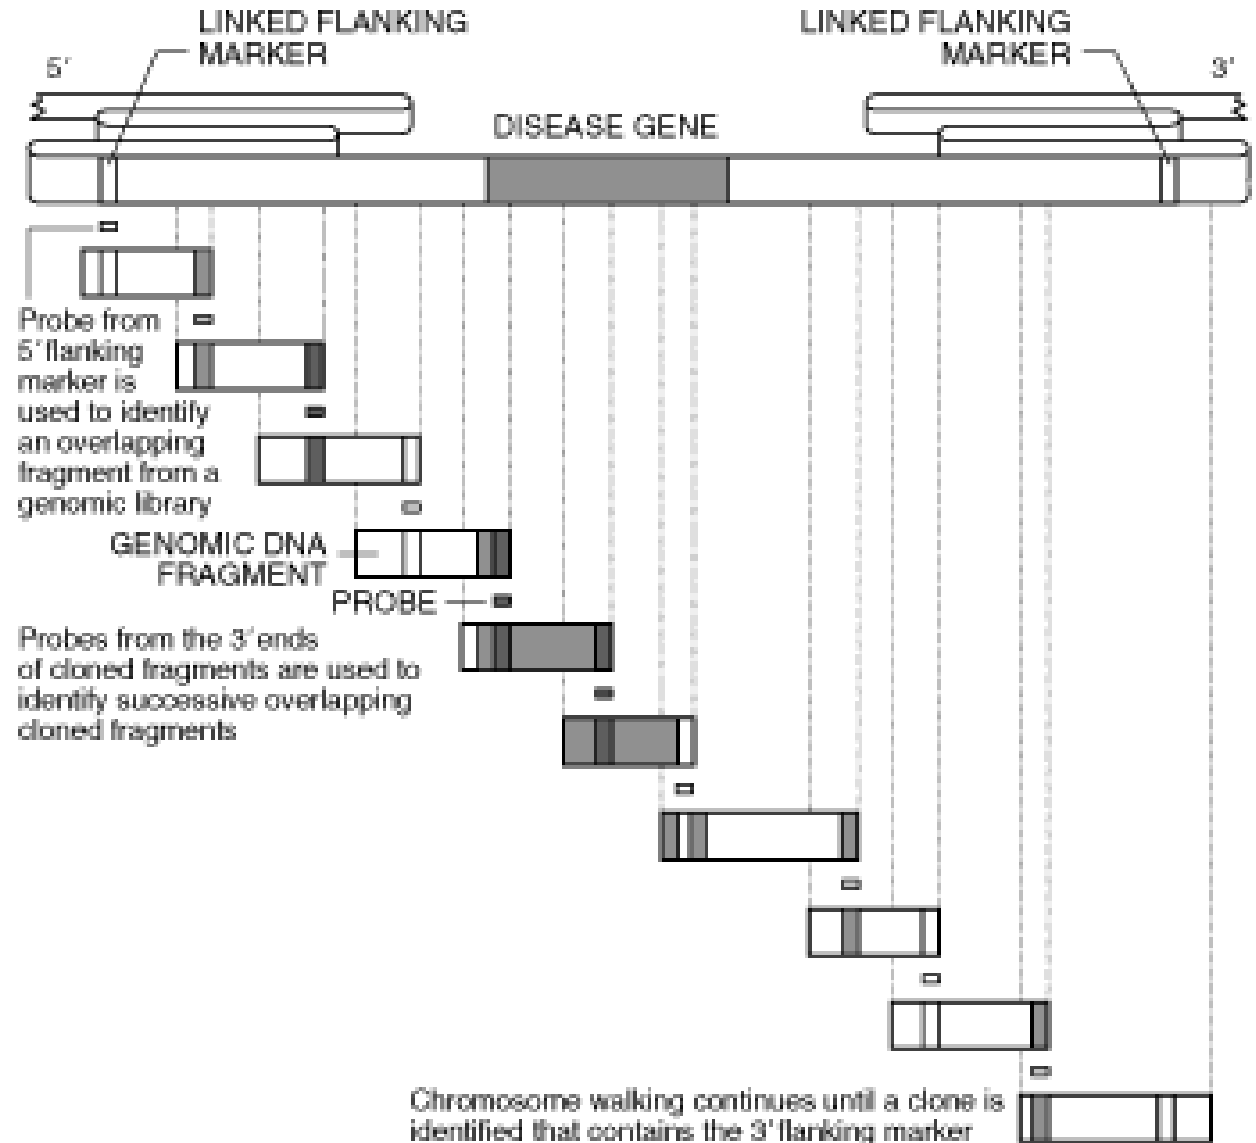 LINKED FLANKING
MARKER
LINKED FLANKING
MARKER
5′
3′
DISEASE GENE
Probe from
5′ flanking
marker is
used to identify
an overlapping
fragment from a
genomic library
GENOMIC DNA
FRAGMENT
PROBE
Probes from the 3′ ends
of cloned fragments are used to
identify successive overlapping
cloned fragments
Chromosome walking continues until a clone is
identified that contains the 3′ flanking marker